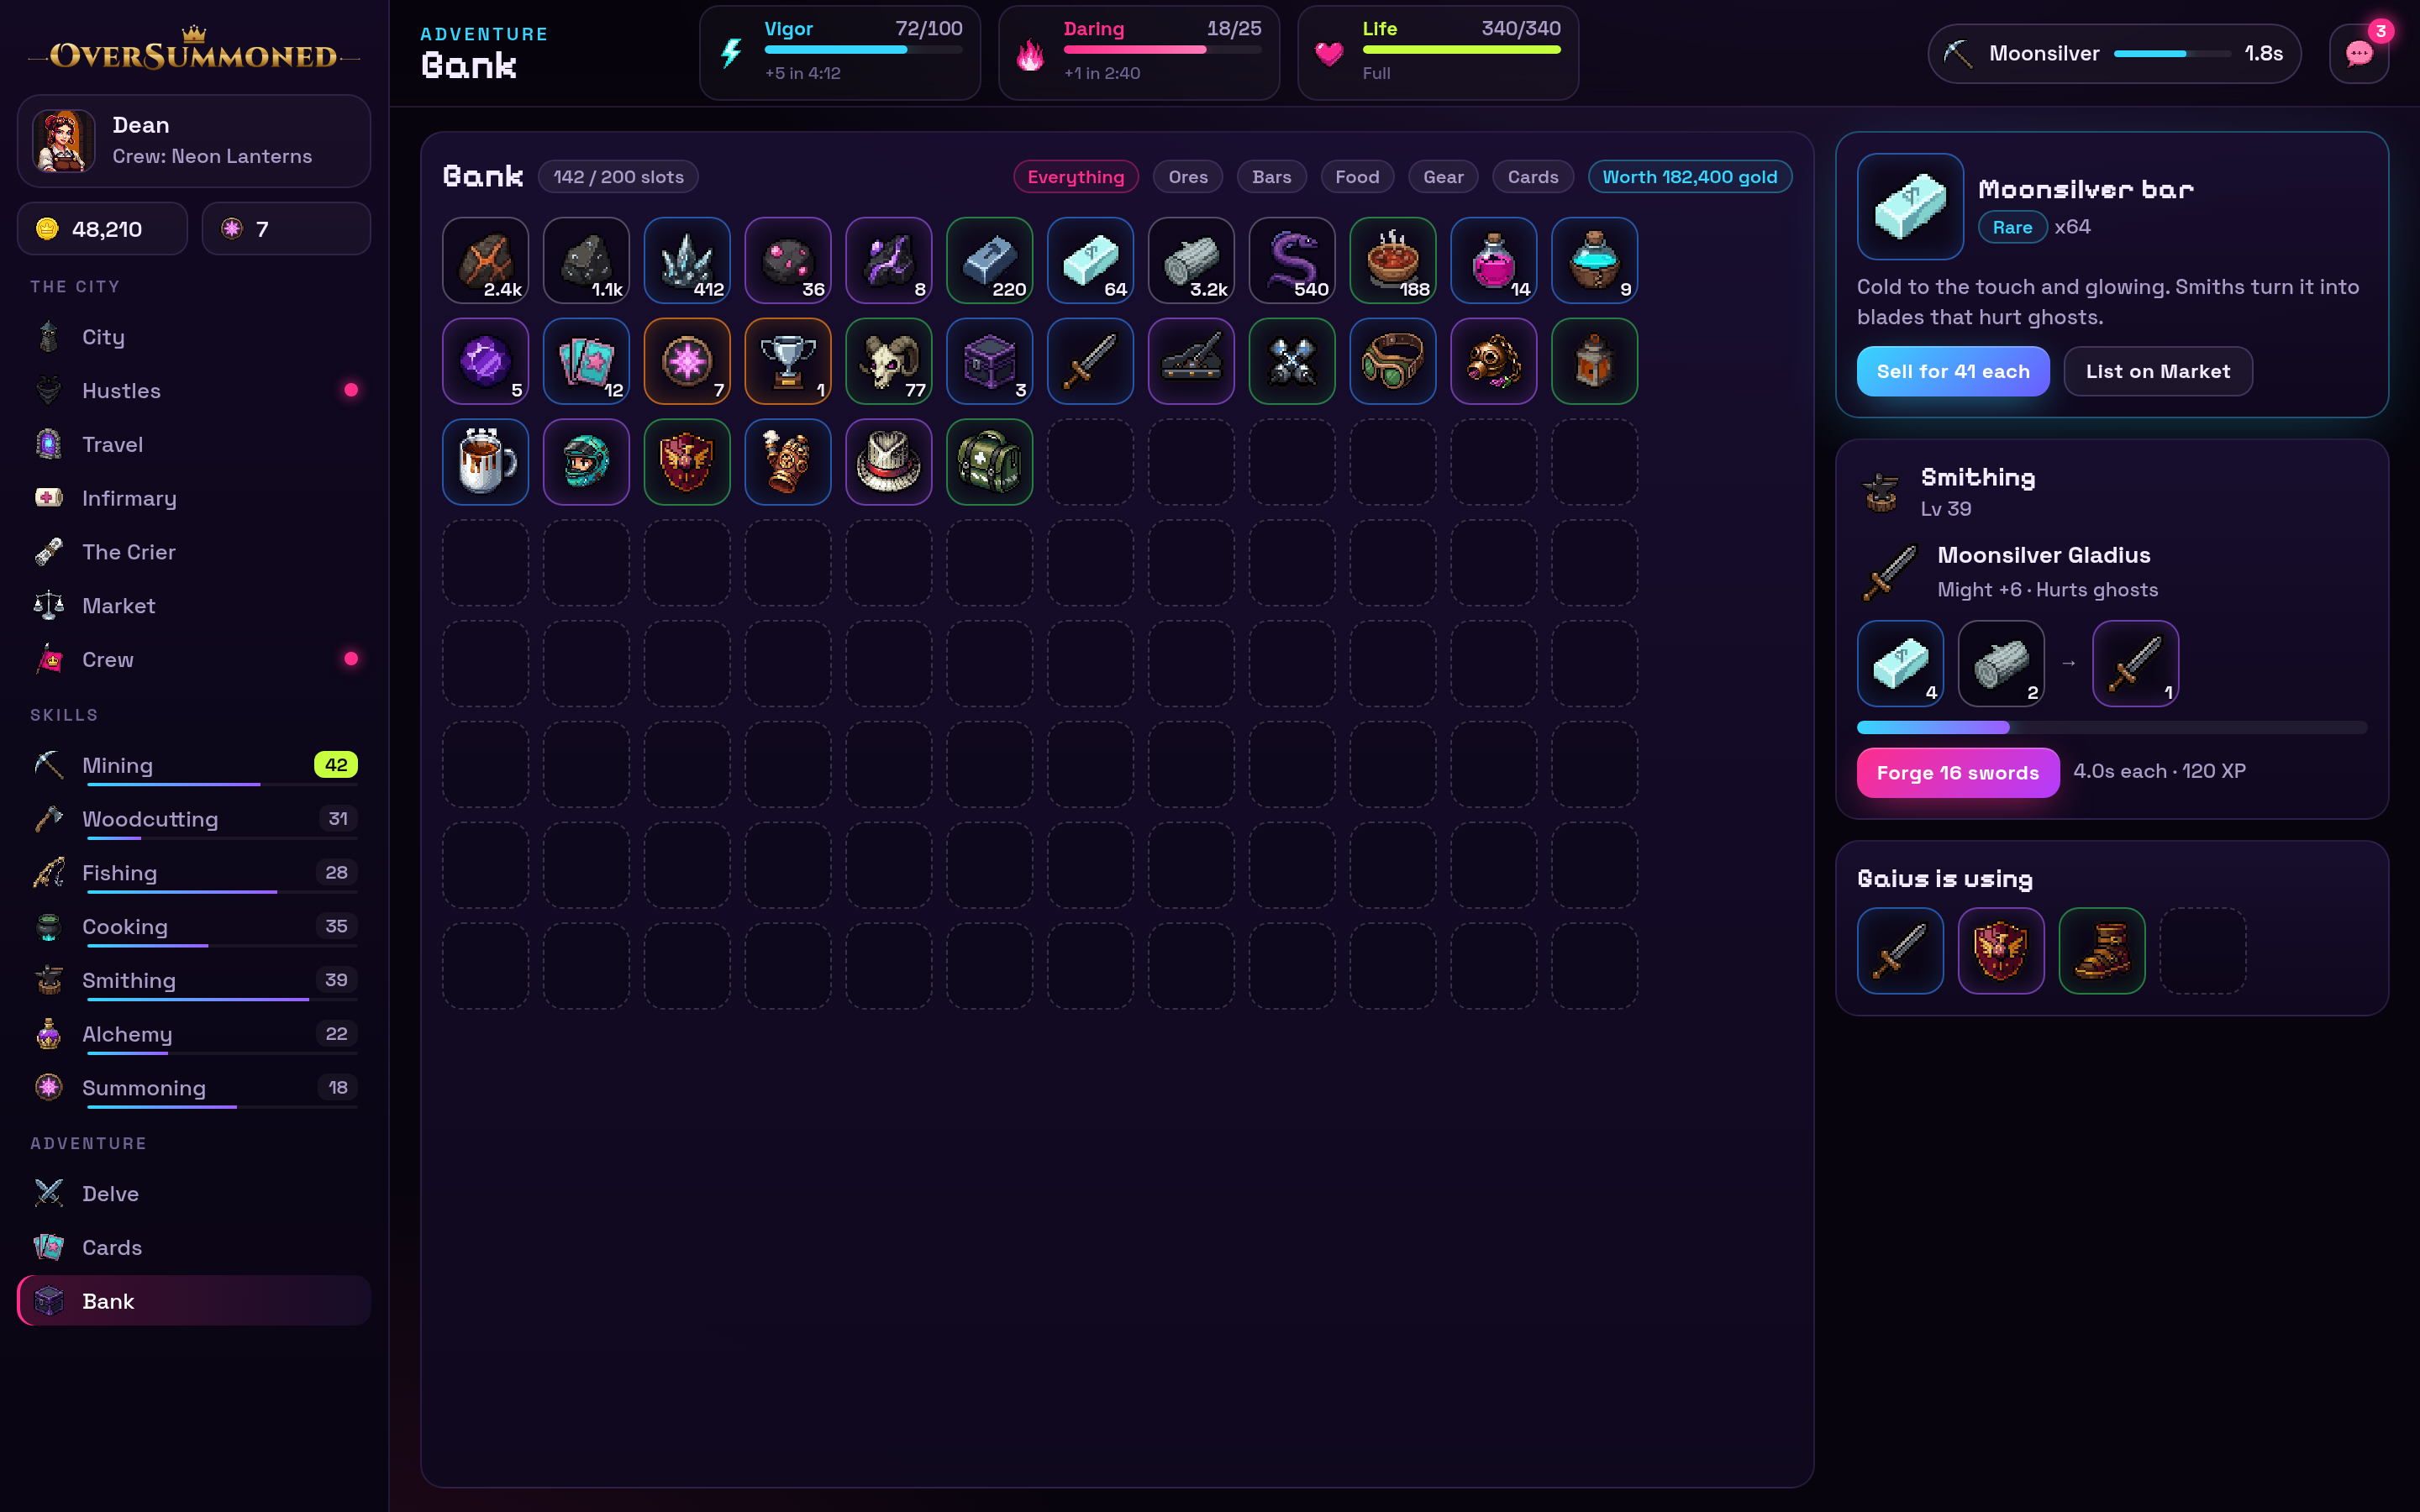 OVERSUMMONED
Dean
Crew: Neon Lanterns
48,210
7
THE CITY
City
Hustles
Travel
Infirmary
The Crier
Market
Crew
SKILLS
Mining 42
Woodcutting 31
Fishing 28
Cooking 35
Smithing 39
Alchemy 22
Summoning 18
ADVENTURE
Delve
Cards
Bank
ADVENTURE
Bank
Vigor 72/100
+5 in 4:12
Daring 18/25
+1 in 2:40
Life 340/340
Full
Moonsilver 1.8s
3
Bank 142 / 200 slots Everything Ores Bars Food Gear Cards Worth 182,400 gold
2.4k 1.1k 412 36 8 220 64 3.2k 540 188 14 9
5 12 7 1 77 3
Moonsilver bar
Rare x64
Cold to the touch and glowing. Smiths turn it into
blades that hurt ghosts.
Sell for 41 each List on Market
Smithing
Lv 39
Moonsilver Gladius
Might +6 · Hurts ghosts
4 2 → 1
Forge 16 swords 4.0s each · 120 XP
Gaius is using